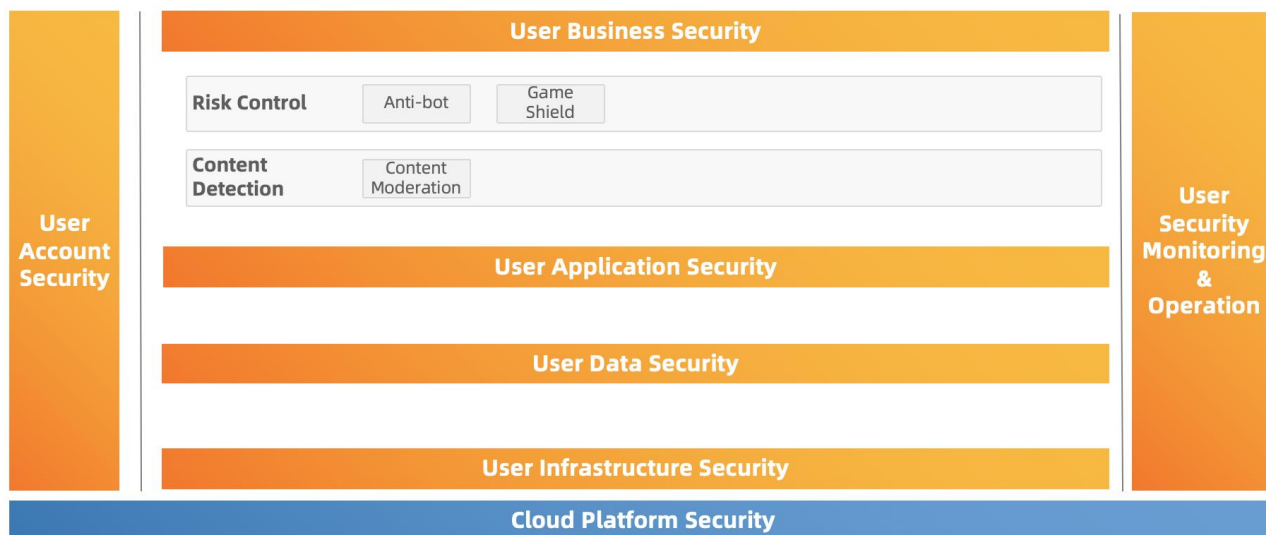 User Business Security
Risk Control
Anti-bot
Game
Shield
Content
Detection
Content
Moderation
User
Account
Security
User Application Security
User Data Security
User Infrastructure Security
User
Security
Monitoring
&
Operation
Cloud Platform Security